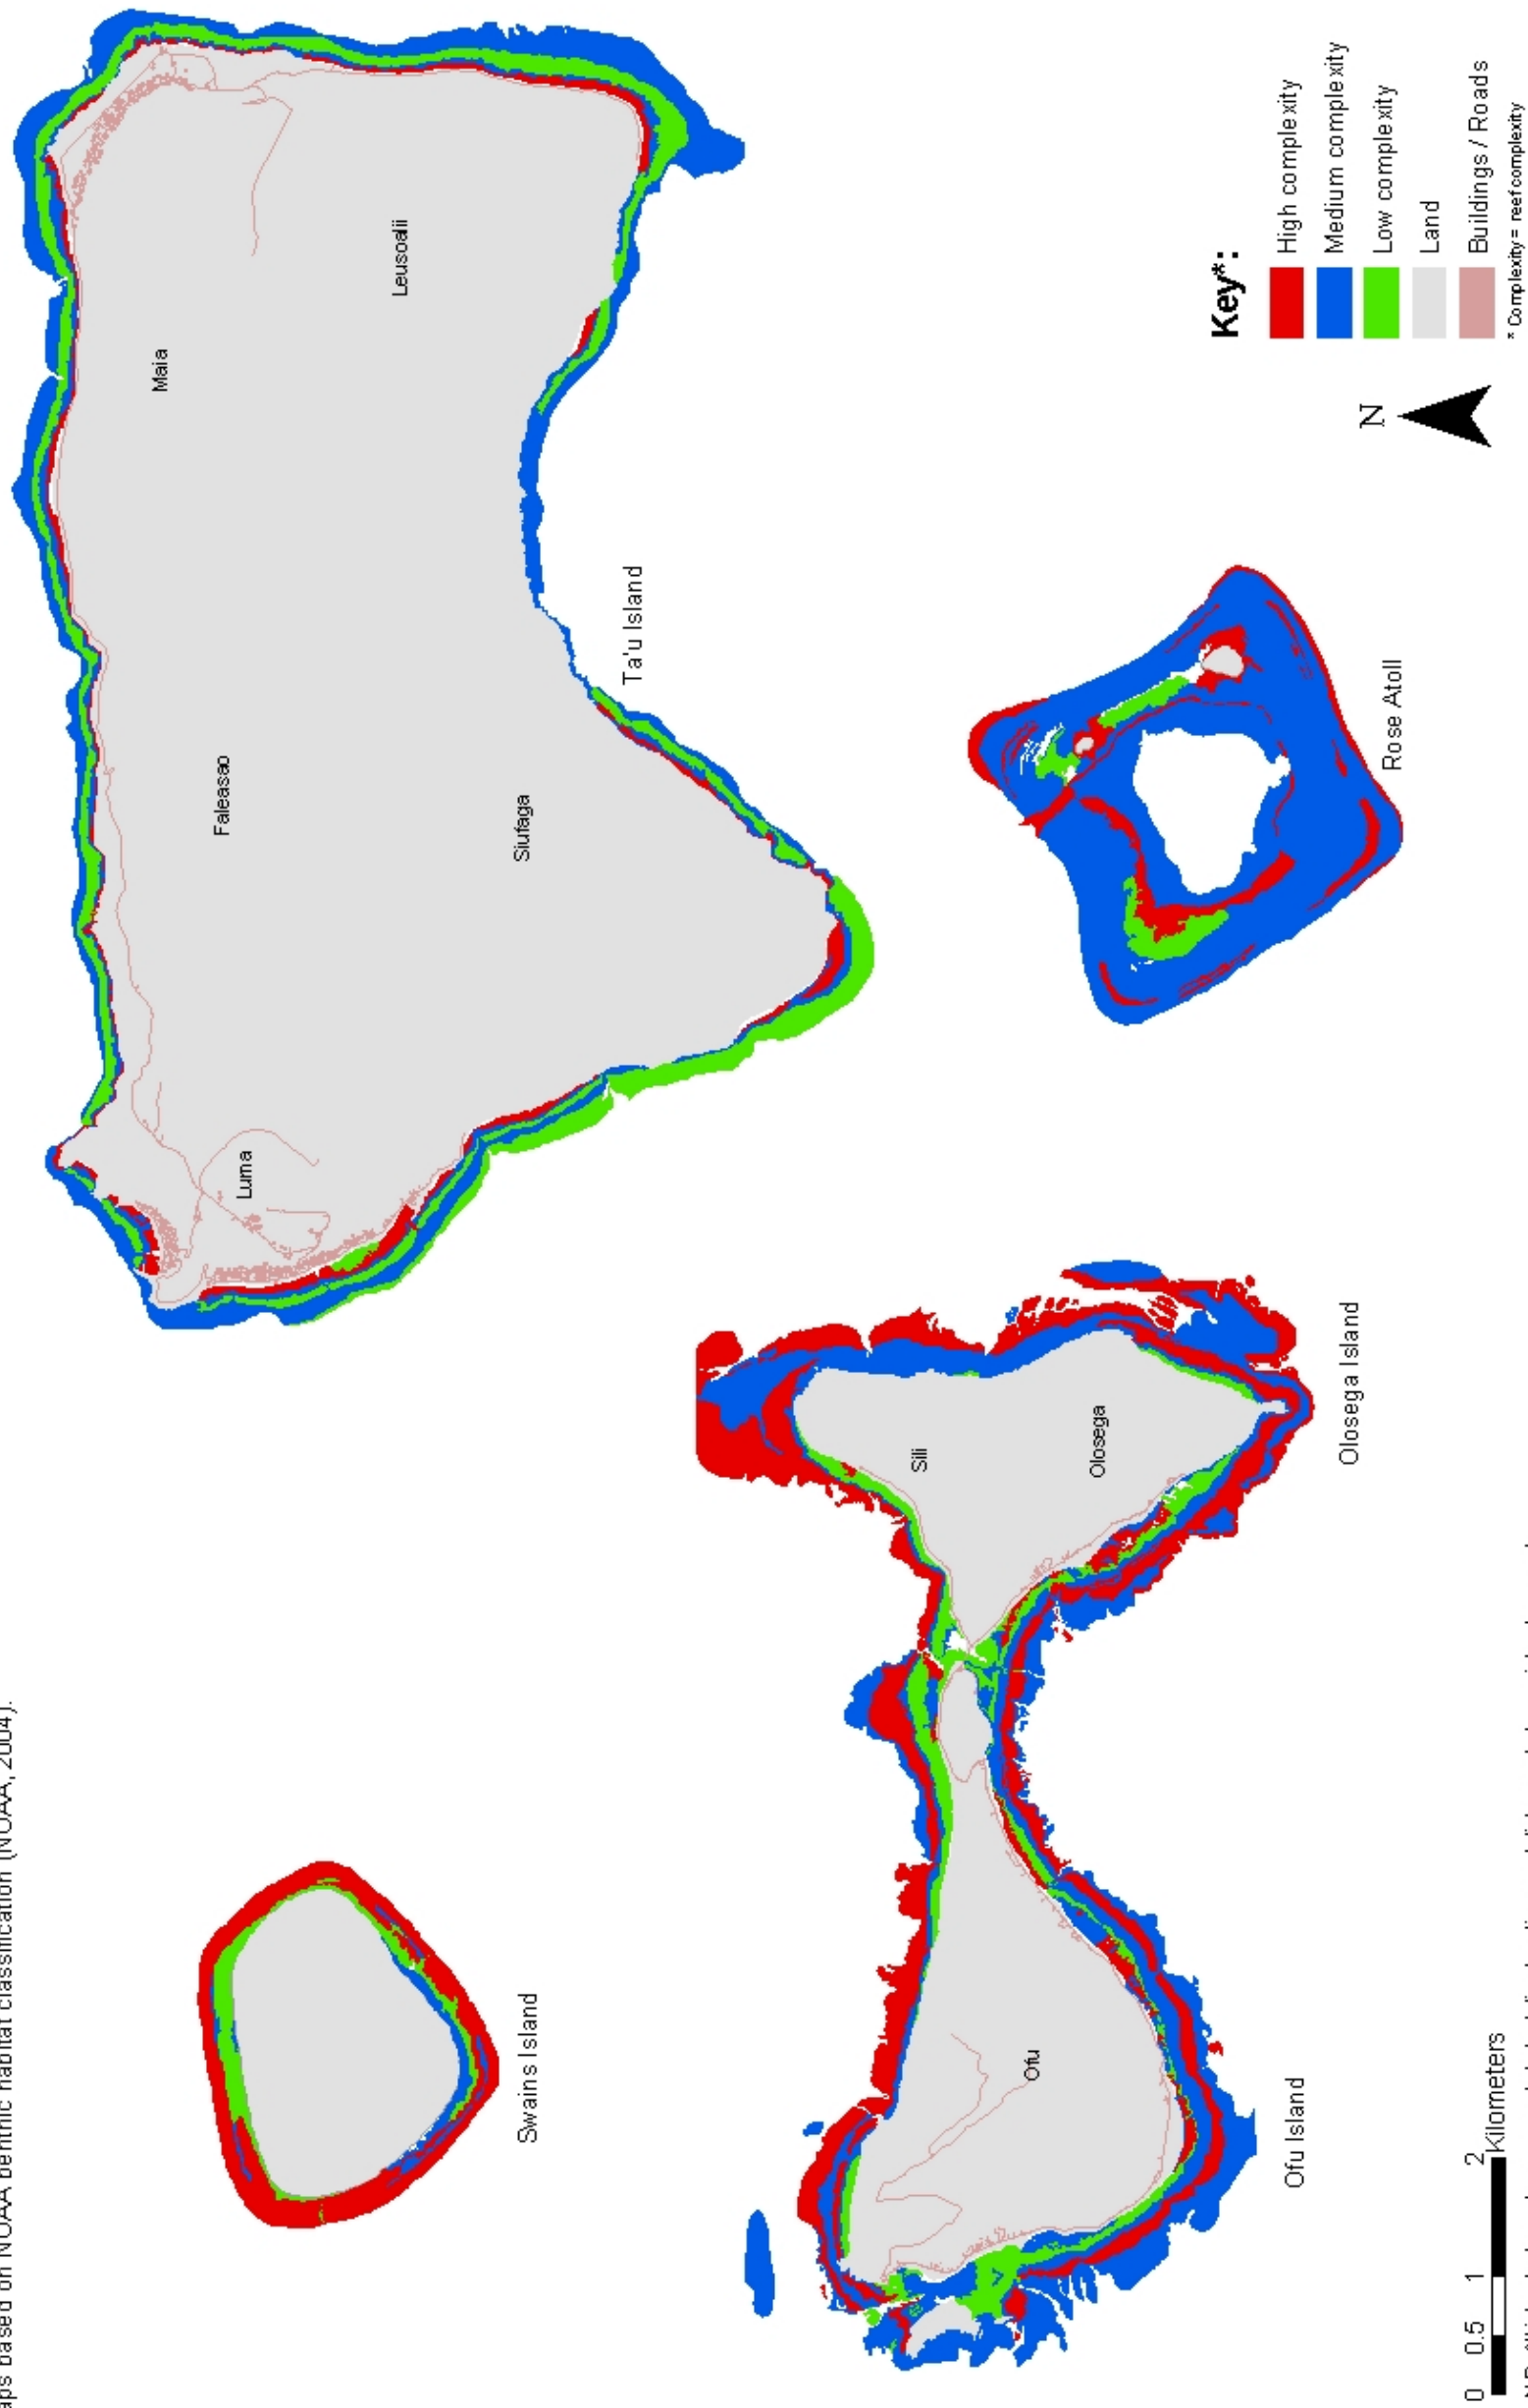 aps based on NOAA benthic habitat classification (NOAA, 2004).
Swains Island
Maia
Leusoalii
Faleasao
Siufaga
Luma
Ta'u Island
Sili
Olosega
Olosega Island
Ofu
Ofu Island
Rose Atoll
N
Key*:
High complexity
Medium complexity
Low complexity
Land
Buildings / Roads
* Complexity = reef complexity
0 0.5 1 2
Kilometers